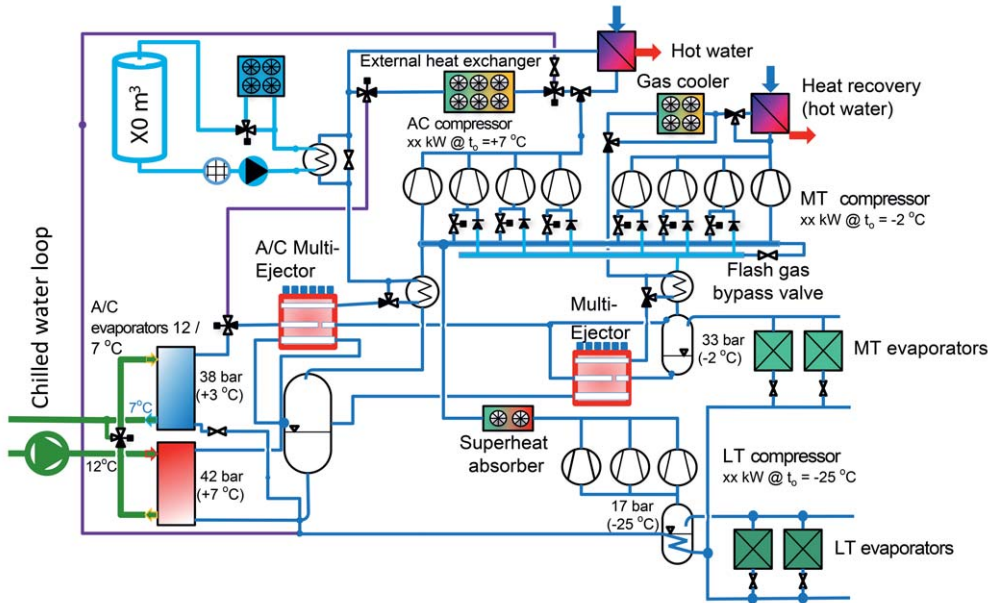 Hot water
External heat exchanger
Gas cooler
Heat recovery
(hot water)
X0 m³
AC compressor
xx kW @ tₒ =+7 °C
MT compressor
xx kW @ tₒ = -2 °C
A/C Multi-
Ejector
Flash gas
bypass valve
Chilled water loop
A/C
evaporators 12 /
7 °C
Multi-
Ejector
33 bar
(-2 °C)
MT evaporators
38 bar
(+3 °C)
7°C
Superheat
absorber
12°C
42 bar
(+7 °C)
LT compressor
xx kW @ tₒ = -25 °C
17 bar
(-25 °C)
LT evaporators